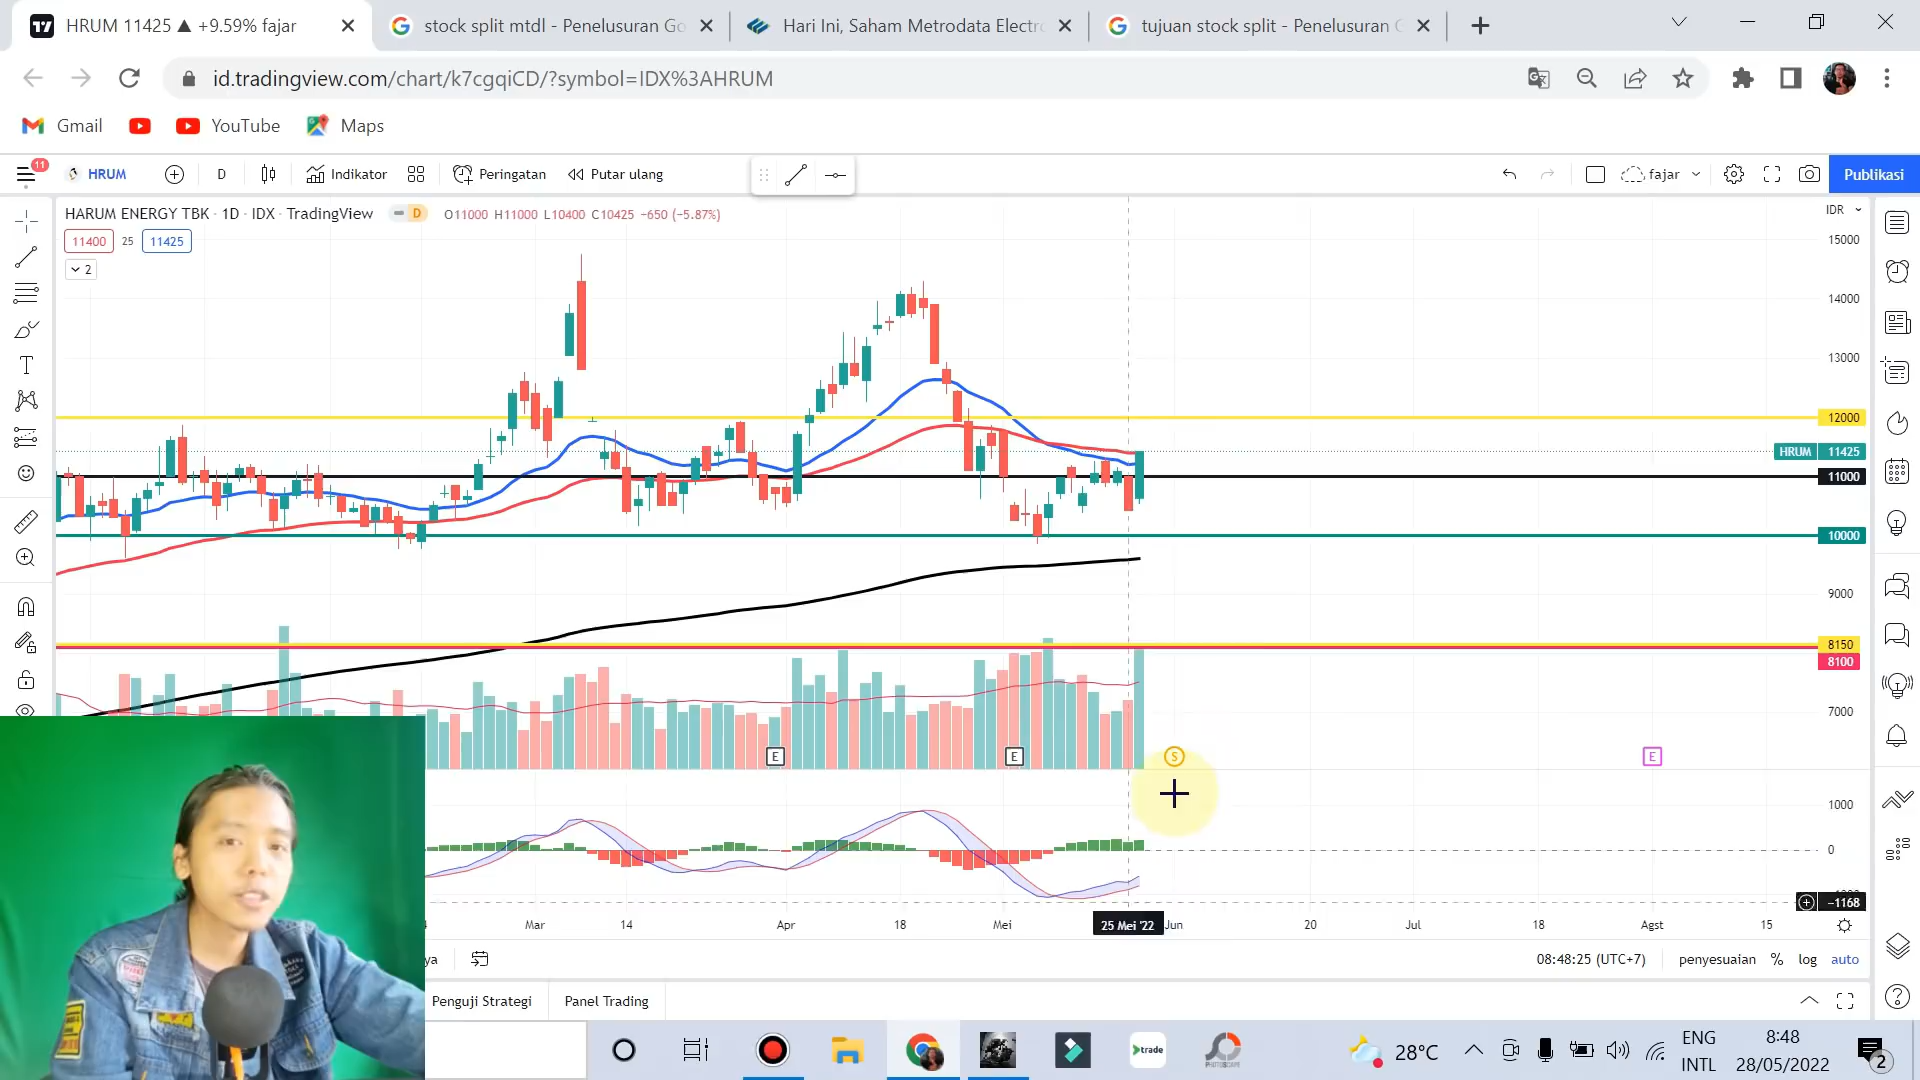 HRUM 11425 ▲ +9.59% fajar
stock split mtdl - Penelusuran Go
Hari Ini, Saham Metrodata Electro
tujuan stock split - Penelusuran G
id.tradingview.com/chart/k7cgqiCD/?symbol=IDX%3AHRUM
Gmail
YouTube
Maps
11
HRUM
D
Indikator
Peringatan
Putar ulang
fajar
Publikasi
HARUM ENERGY TBK · 1D · IDX · TradingView
D
O11000 H11000 L10400 C10425 −650 (−5.87%)
IDR
11400
25
11425
2
15000
14000
13000
12000
HRUM 11425
11000
10000
9000
8150
8100
7000
E
E
S
E
1000
0
−1168
Mar
14
Apr
18
Mei
25 Mei '22
Jun
20
Jul
18
Agst
15
ya
08:48:25 (UTC+7)
penyesuaian
%
log
auto
Penguji Strategi
Panel Trading
trade
28°C
ENG
INTL
8:48
28/05/2022
2